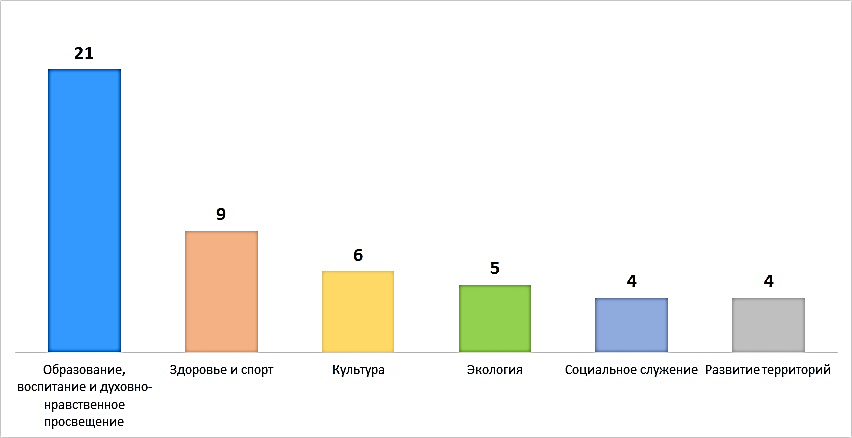 21
9
6
5
4
4
Образование,
воспитание и духовно-
нравственное
просвещение
Здоровье и спорт
Культура
Экология
Социальное служение
Развитие территорий